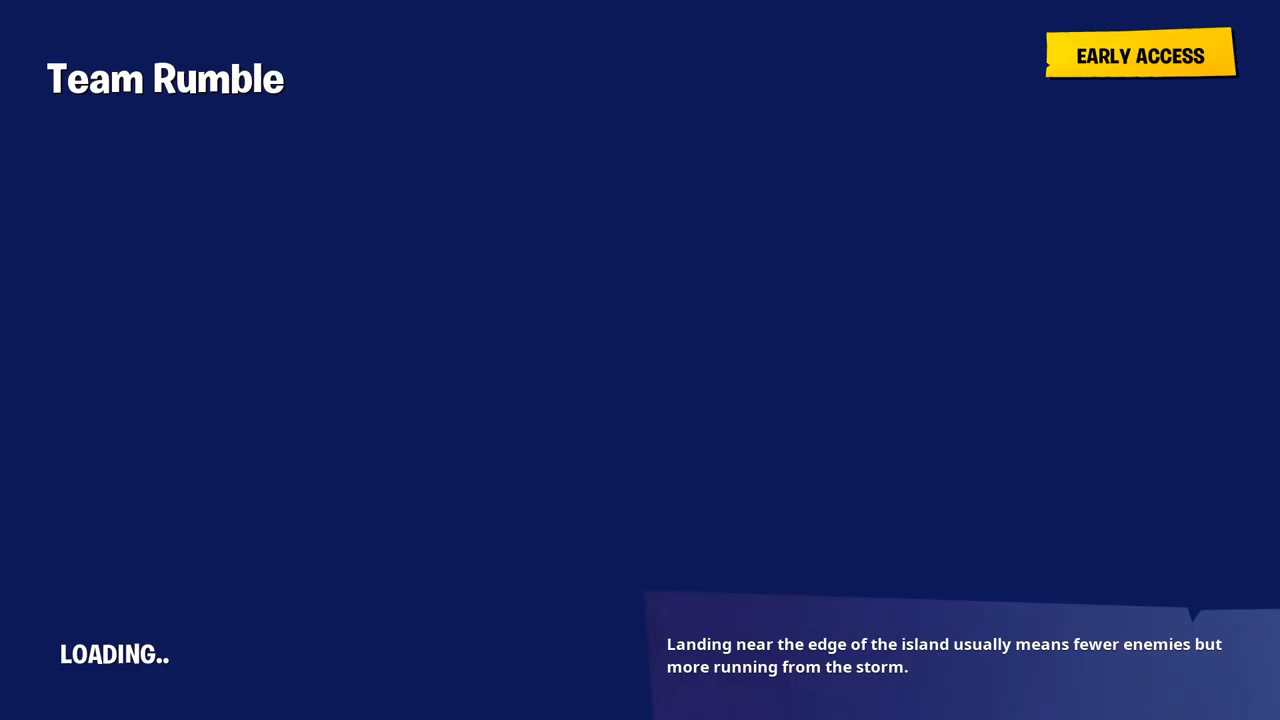 Team Rumble
EARLY ACCESS
LOADING..
Landing near the edge of the island usually means fewer enemies but
more running from the storm.